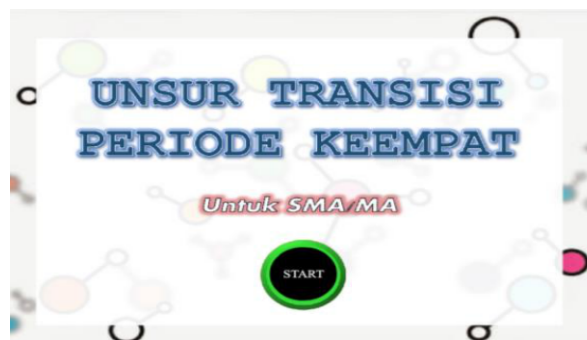 UNSUR TRANSISI
PERIODE KEEMPAT
Untuk SMA/MA
START